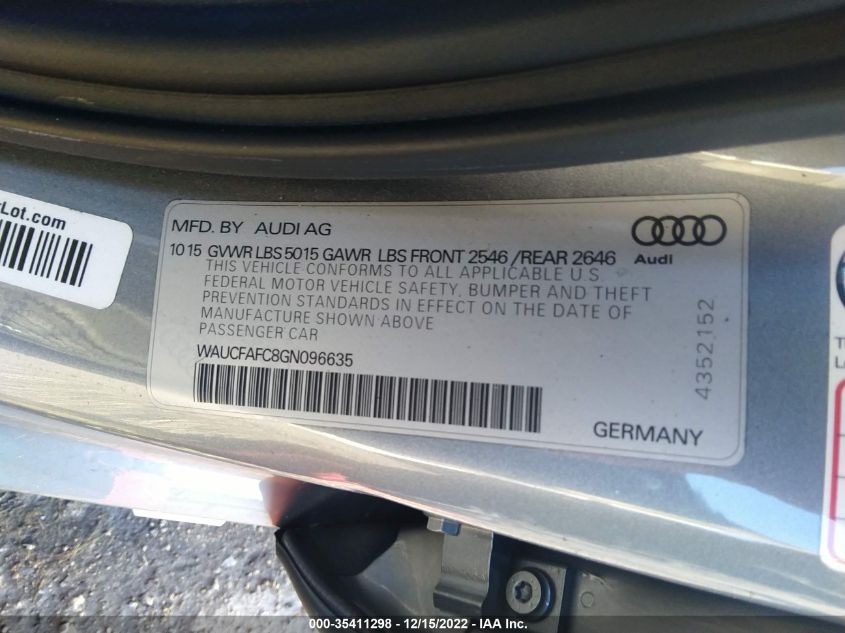 rLot.com
MFD. BY AUDI AG
10 15 GVWR LBS 5015 GAWR LBS FRONT 2546 / REAR 2646
Audi
THIS VEHICLE CONFORMS TO ALL APPLICABLE U.S
FEDERAL MOTOR VEHICLE SAFETY, BUMPER AND THEFT
PREVENTION STANDARDS IN EFFECT ON THE DATE OF
MANUFACTURE SHOWN ABOVE
PASSENGER CAR
WAUCFAFC8GN096635
4352152
GERMANY
T
L
000-35411298 - 12/15/2022 - IAA Inc.